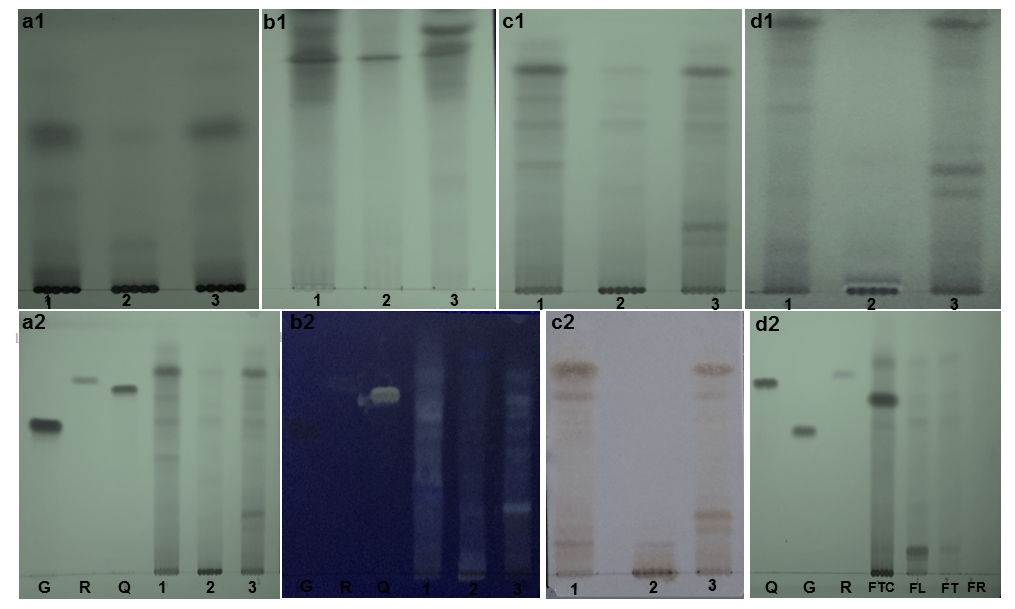 a1 b1 c1 d1
1 2 3 1 2 3 1 2 3 1 2 3
a2 b2 c2 d2
G R Q 1 2 3 G R Q 1 2 3 1 2 3 Q G R FTC FL FT FR